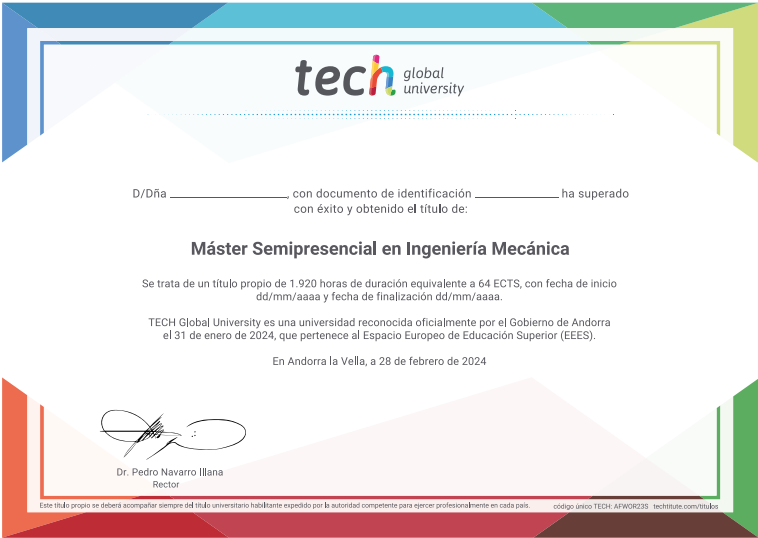 tech global university
D/Dña ____________, con documento de identificación ____________ ha superado
con éxito y obtenido el título de:
Máster Semipresencial en Ingeniería Mecánica
Se trata de un título propio de 1.920 horas de duración equivalente a 64 ECTS, con fecha de inicio
dd/mm/aaaa y fecha de finalización dd/mm/aaaa.
TECH Global University es una universidad reconocida oficialmente por el Gobierno de Andorra
el 31 de enero de 2024, que pertenece al Espacio Europeo de Educación Superior (EEES).
En Andorra la Vella, a 28 de febrero de 2024
Dr. Pedro Navarro Illana
Rector
Este título propio se deberá acompañar siempre del título universitario habilitante expedido por la autoridad competente para ejercer profesionalmente en cada país.
código único TECH: AFWOR23S techtitute.com/titulos